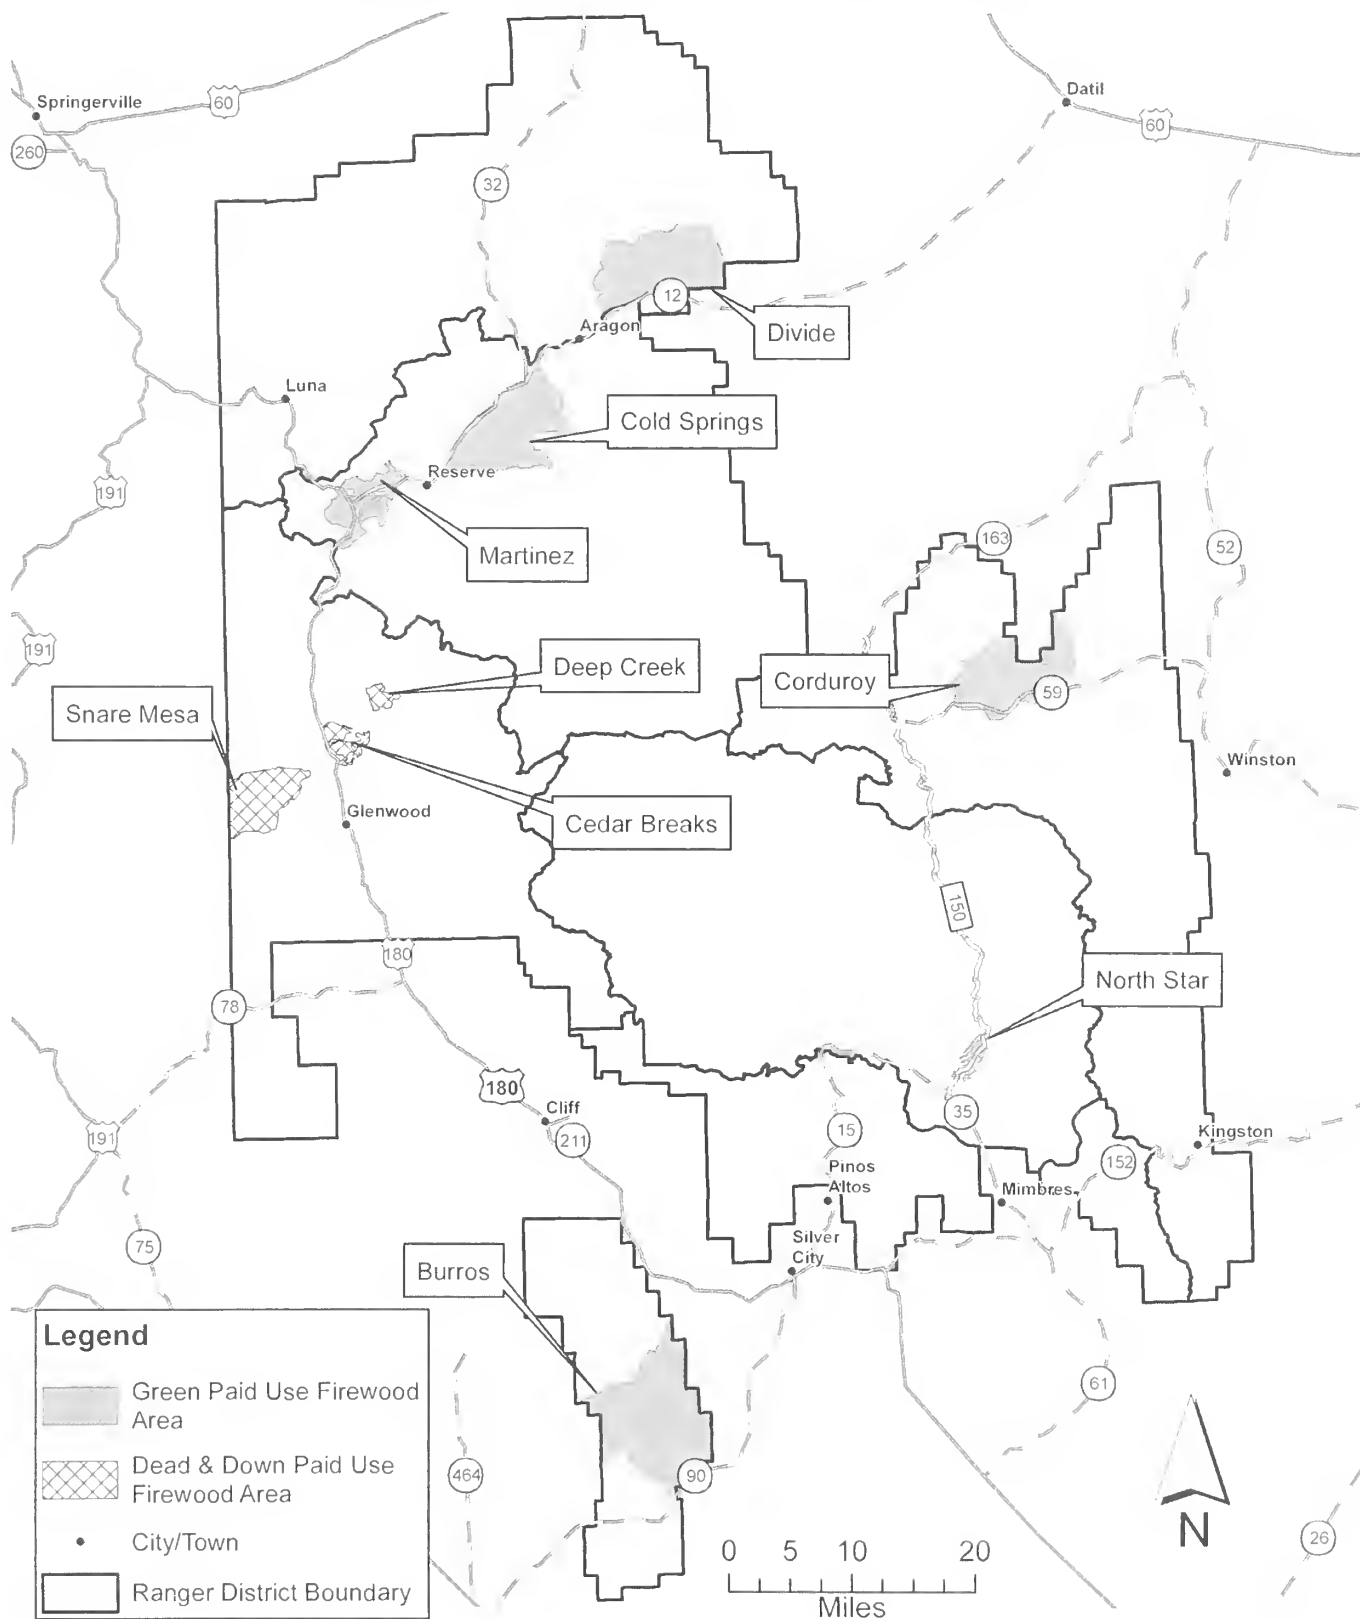 Springerville
60
260
Datil
60
32
12
Aragon
Divide
Luna
Cold Springs
Reserve
191
Martinez
163
52
191
Deep Creek
Corduroy
59
Snare Mesa
Winston
Glenwood
Cedar Breaks
150
180
North Star
78
180
Cliff
211
191
15
35
Kingston
152
Pinos
Altos
Mimbres
75
Silver
City
Burros
61
464
90
26
Legend
Green Paid Use Firewood
Area
Dead & Down Paid Use
Firewood Area
City/Town
Ranger District Boundary
0 5 10 20
Miles
N